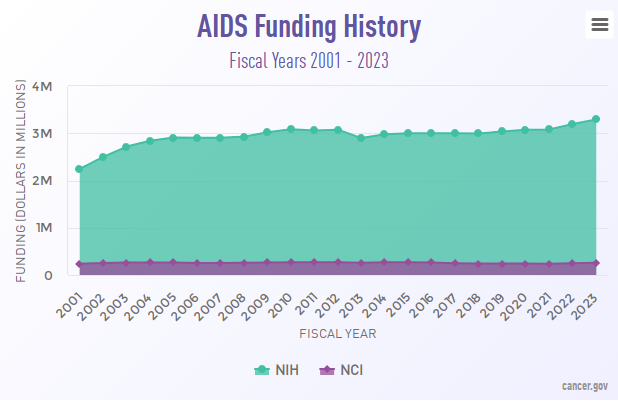 AIDS Funding History
Fiscal Years 2001 - 2023
FUNDING (DOLLARS IN MILLIONS)
4M
3M
2M
1M
0
2001 2002 2003 2004 2005 2006 2007 2008 2009 2010 2011 2012 2013 2014 2015 2016 2017 2018 2019 2020 2021 2022 2023
FISCAL YEAR
NIH NCI
cancer.gov